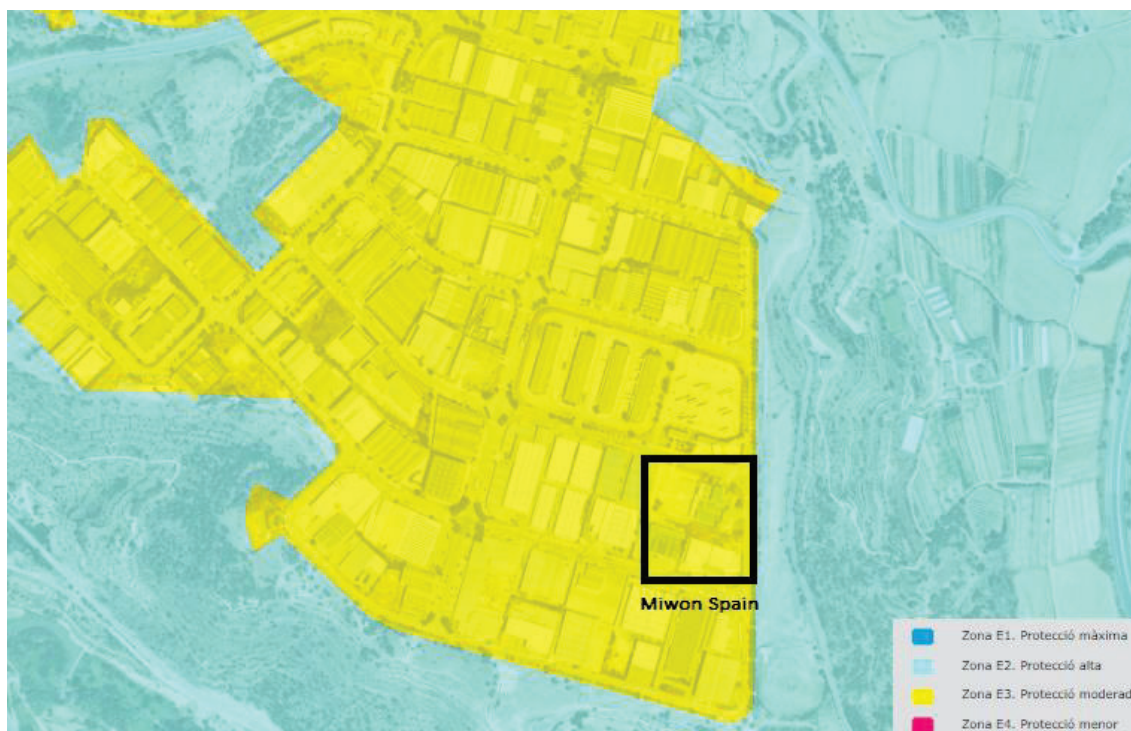 Miwon Spain
Zona E1. Protecció màxima
Zona E2. Protecció alta
Zona E3. Protecció moderad
Zona E4. Protecció menor